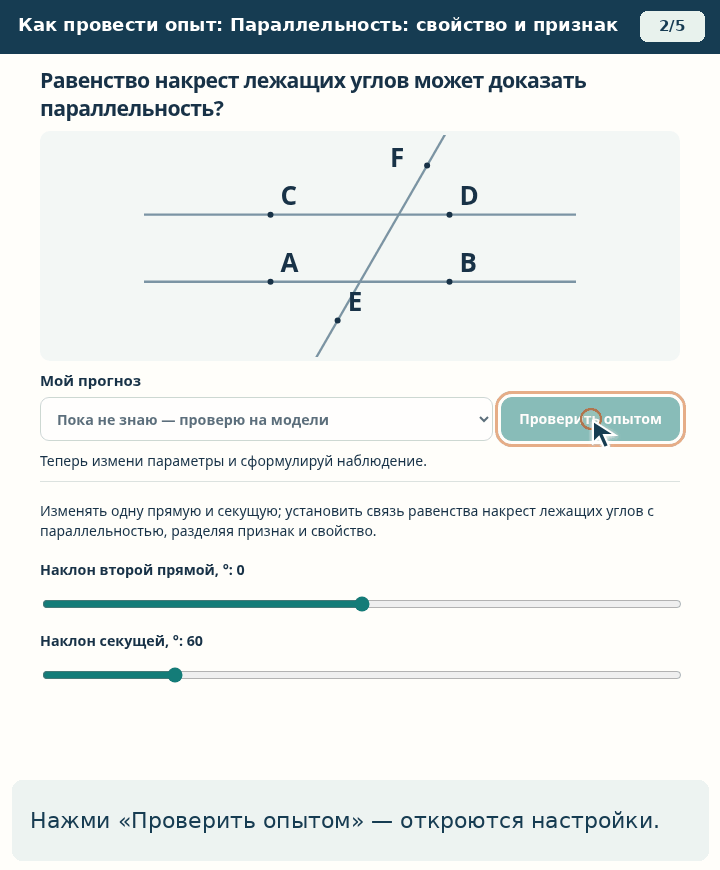 Как провести опыт: Параллельность: свойство и признак
2/5
Равенство накрест лежащих углов может доказать
параллельность?
F
C
D
A
B
E
Мой прогноз
Пока не знаю — проверю на модели
Проверить опытом
Теперь измени параметры и сформулируй наблюдение.
Изменять одну прямую и секущую; установить связь равенства накрест лежащих углов с
параллельностью, разделяя признак и свойство.
Наклон второй прямой, °: 0
Наклон секущей, °: 60
Нажми «Проверить опытом» — откроются настройки.